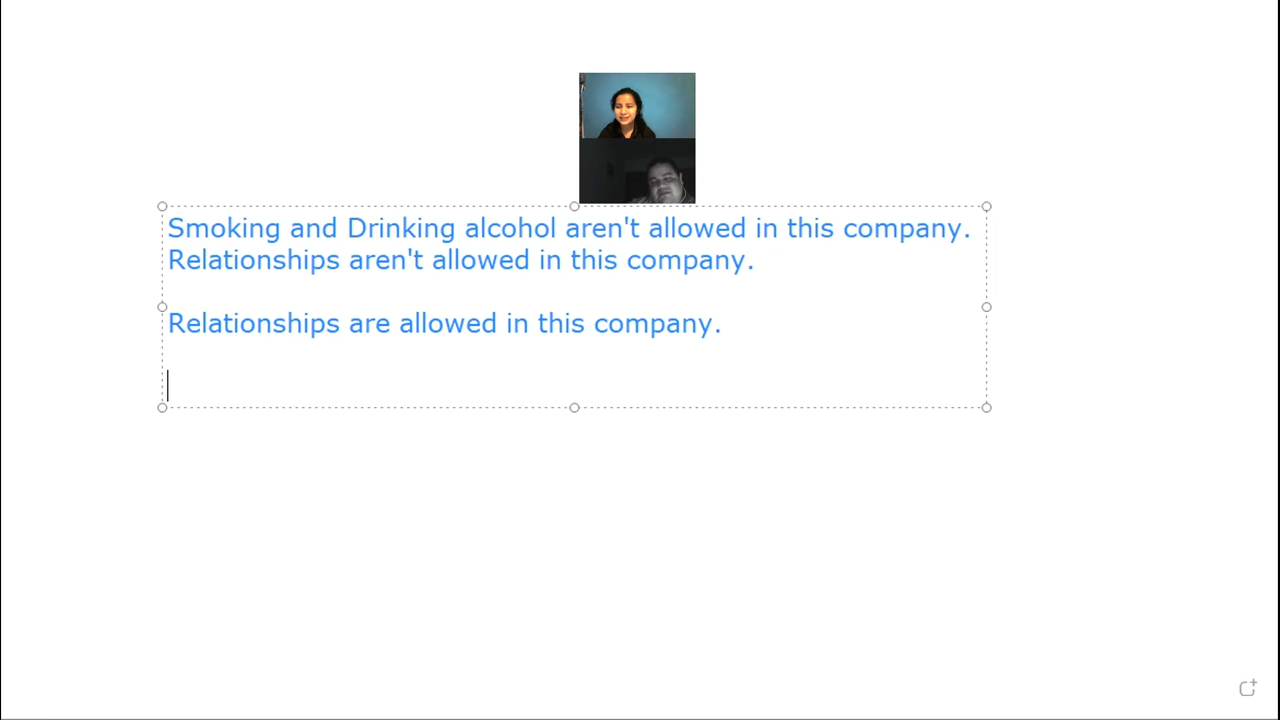 Smoking and Drinking alcohol aren't allowed in this company.
Relationships aren't allowed in this company.
Relationships are allowed in this company.